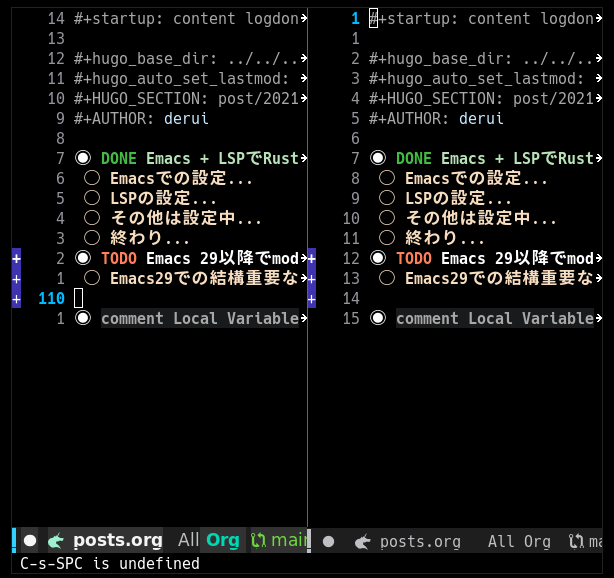 14 #+startup: content logdon
13
12 #+hugo_base_dir: ../../..
11 #+hugo_auto_set_lastmod:
10 #+HUGO_SECTION: post/2021
9 #+AUTHOR: derui
8
7 DONE Emacs + LSPでRust
6 Emacsでの設定...
5 LSPの設定...
4 その他は設定中...
3 終わり...
+ 2 TODO Emacs 29以降でmod
+ 1 Emacs29での結構重要な
+ 110
1 comment Local Variable
posts.org All Org main
1 #+startup: content logdon
1
2 #+hugo_base_dir: ../../..
3 #+hugo_auto_set_lastmod:
4 #+HUGO_SECTION: post/2021
5 #+AUTHOR: derui
6
7 DONE Emacs + LSPでRust
8 Emacsでの設定...
9 LSPの設定...
10 その他は設定中...
11 終わり...
+ 12 TODO Emacs 29以降でmod
+ 13 Emacs29での結構重要な
+ 14
15 comment Local Variable
posts.org All Org ma
C-s-SPC is undefined